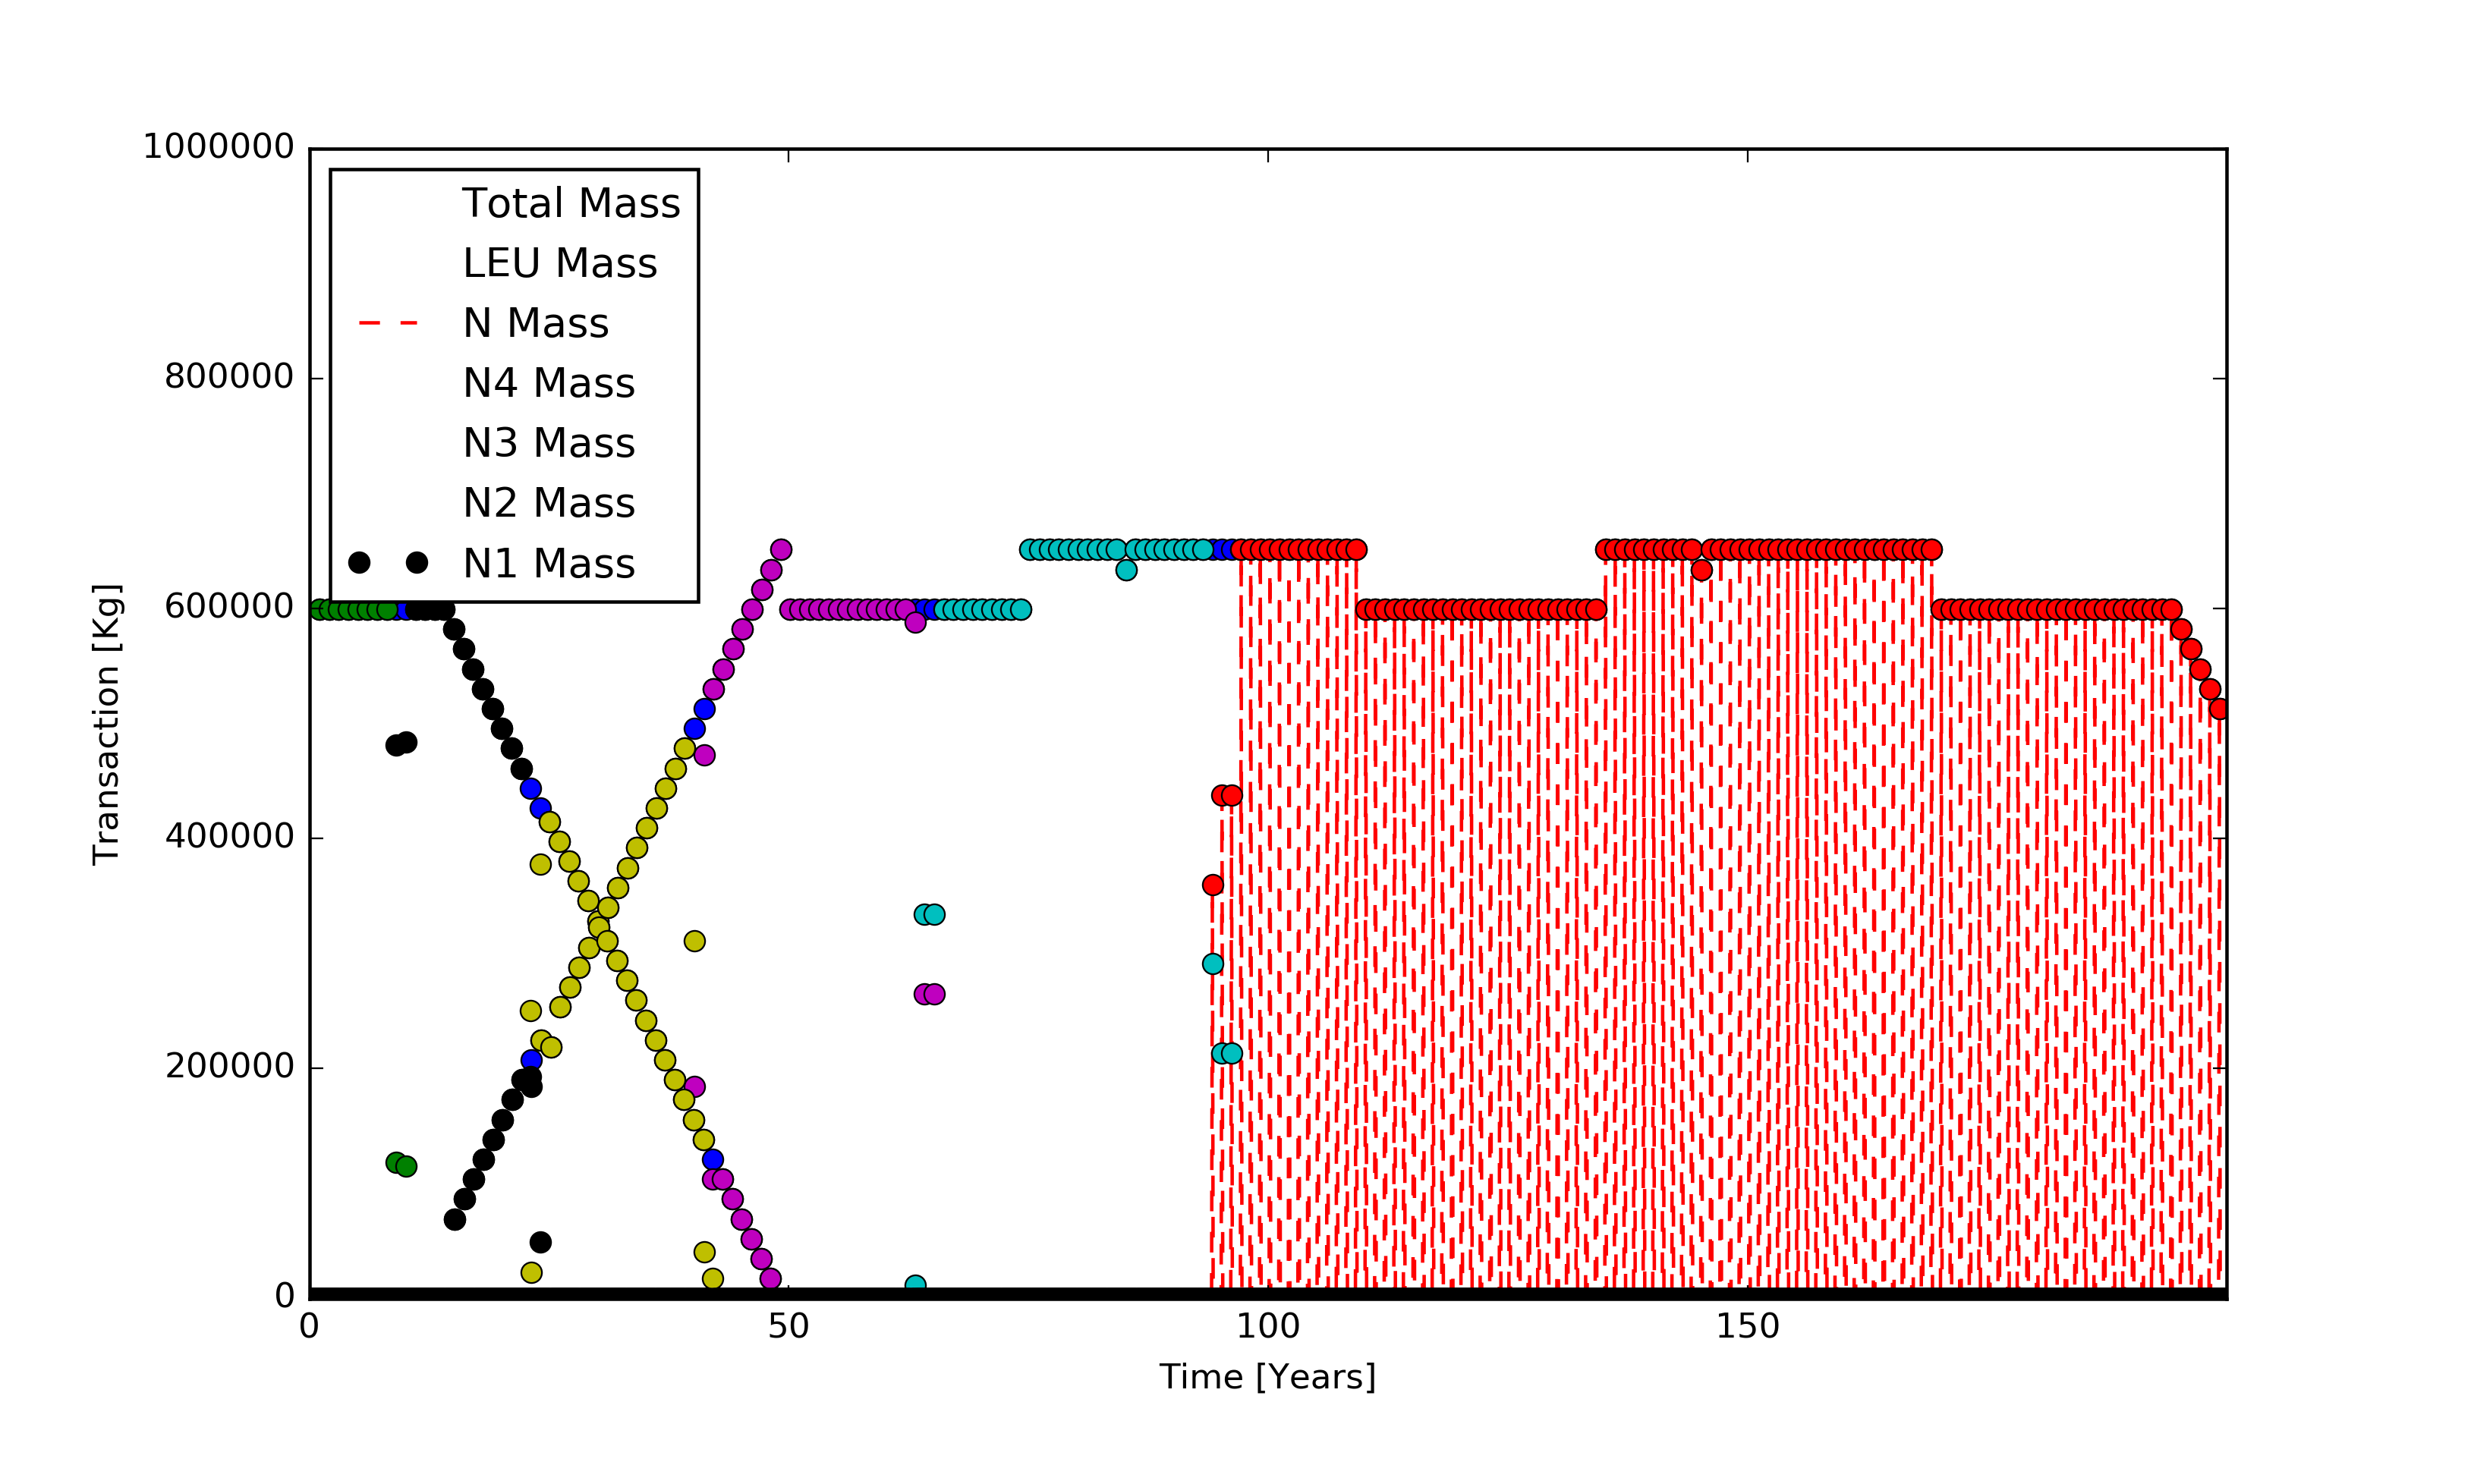 1000000
800000
600000
400000
200000
0
Transaction [Kg]
Total Mass
LEU Mass
N Mass
N4 Mass
N3 Mass
N2 Mass
N1 Mass
0 50 100 150
Time [Years]